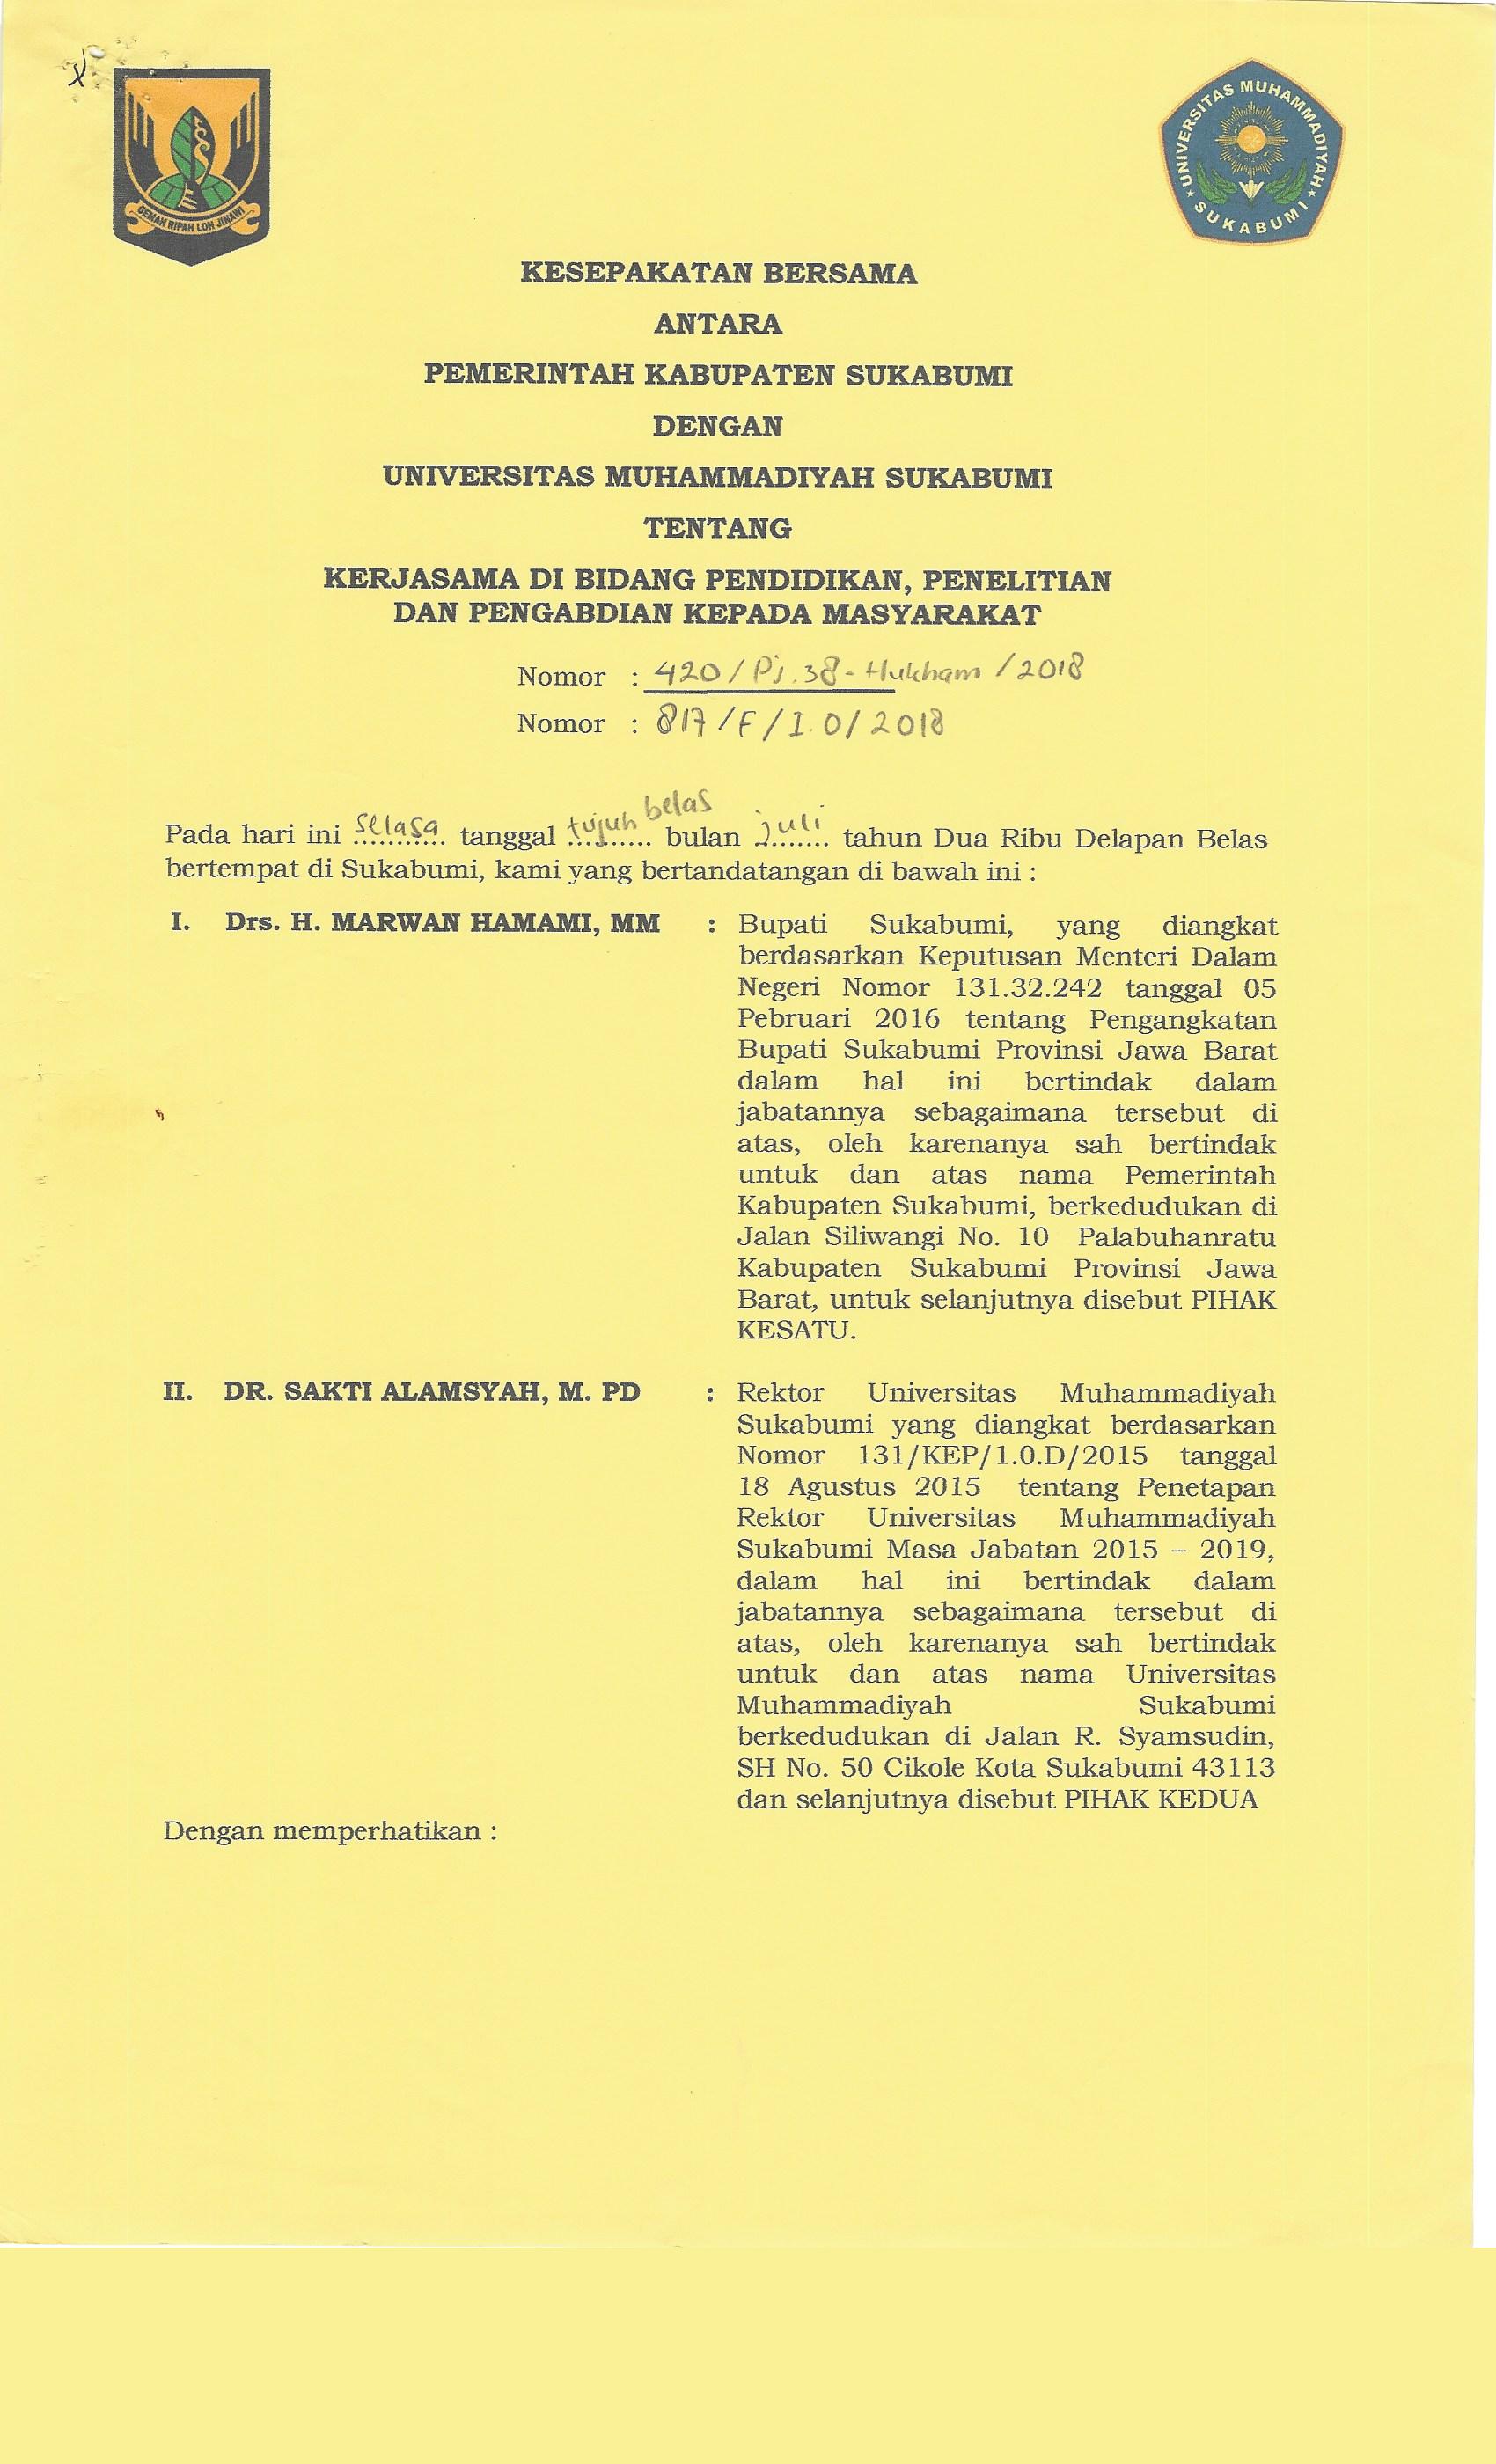 GEMAH RIPAH LOH JINAWI
UNIVERSITAS MUHAMMADIYAH
SUKABUMI
KESEPAKATAN BERSAMA
ANTARA
PEMERINTAH KABUPATEN SUKABUMI
DENGAN
UNIVERSITAS MUHAMMADIYAH SUKABUMI
TENTANG
KERJASAMA DI BIDANG PENDIDIKAN, PENELITIAN
DAN PENGABDIAN KEPADA MASYARAKAT
Nomor : 420/Pj.38-Hukham/2018
Nomor : 817/F/I.0/2018
Pada hari ini selasa tanggal tujuh belas bulan juli tahun Dua Ribu Delapan Belas
bertempat di Sukabumi, kami yang bertandatangan di bawah ini :
I. Drs. H. MARWAN HAMAMI, MM : Bupati Sukabumi, yang diangkat
berdasarkan Keputusan Menteri Dalam
Negeri Nomor 131.32.242 tanggal 05
Pebruari 2016 tentang Pengangkatan
Bupati Sukabumi Provinsi Jawa Barat
dalam hal ini bertindak dalam
jabatannya sebagaimana tersebut di
atas, oleh karenanya sah bertindak
untuk dan atas nama Pemerintah
Kabupaten Sukabumi, berkedudukan di
Jalan Siliwangi No. 10 Palabuhanratu
Kabupaten Sukabumi Provinsi Jawa
Barat, untuk selanjutnya disebut PIHAK
KESATU.
II. DR. SAKTI ALAMSYAH, M. PD : Rektor Universitas Muhammadiyah
Sukabumi yang diangkat berdasarkan
Nomor 131/KEP/1.0.D/2015 tanggal
18 Agustus 2015 tentang Penetapan
Rektor Universitas Muhammadiyah
Sukabumi Masa Jabatan 2015 – 2019,
dalam hal ini bertindak dalam
jabatannya sebagaimana tersebut di
atas, oleh karenanya sah bertindak
untuk dan atas nama Universitas
Muhammadiyah Sukabumi
berkedudukan di Jalan R. Syamsudin,
SH No. 50 Cikole Kota Sukabumi 43113
dan selanjutnya disebut PIHAK KEDUA
Dengan memperhatikan :